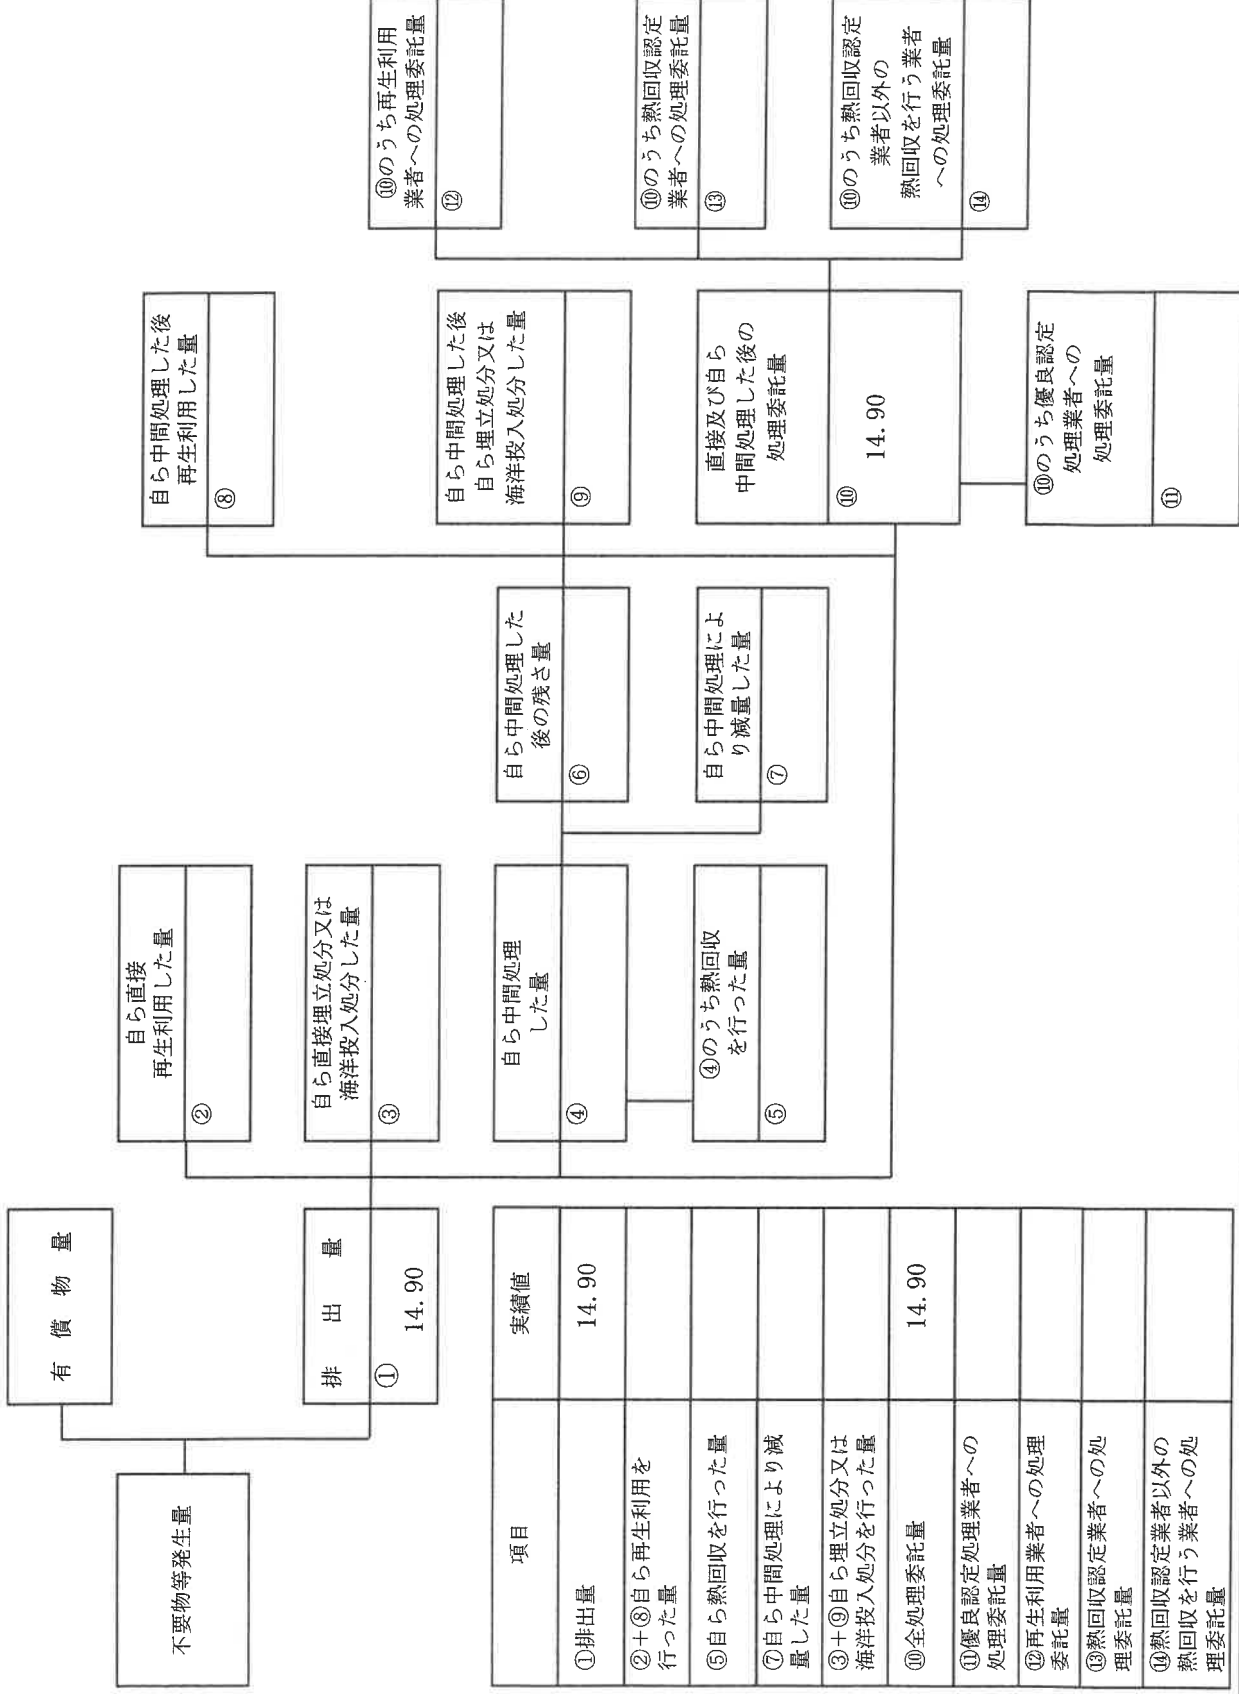 不要物等発生量
有償物量
排出量
①
14.90
自ら直接
再生利用した量
②
自ら直接埋立処分又は
海洋投入処分した量
③
自ら中間処理
した量
④
④のうち熱回収
を行った量
⑤
自ら中間処理した
後の残さ量
⑥
自ら中間処理によ
り減量した量
⑦
自ら中間処理した後
再生利用した量
⑧
自ら中間処理した後
自ら埋立処分又は
海洋投入処分した量
⑨
直接及び自ら
中間処理した後の
処理委託量
⑩
14.90
⑩のうち優良認定
処理業者への
処理委託量
⑪
⑩のうち再生利用
業者への処理委託量
⑫
⑩のうち熱回収認定
業者への処理委託量
⑬
⑩のうち熱回収認定
業者以外の
熱回収を行う業者
への処理委託量
⑭
項目 実績値
①排出量 14.90
②+⑧自ら再生利用を
行った量
⑤自ら熱回収を行った量
⑦自ら中間処理により減
量した量
③+⑨自ら埋立処分又は
海洋投入処分を行った量
⑩全処理委託量 14.90
⑪優良認定処理業者への
処理委託量
⑫再生利用業者への処理
委託量
⑬熱回収認定業者への処
理委託量
⑭熱回収認定業者以外の
熱回収を行う業者への処
理委託量